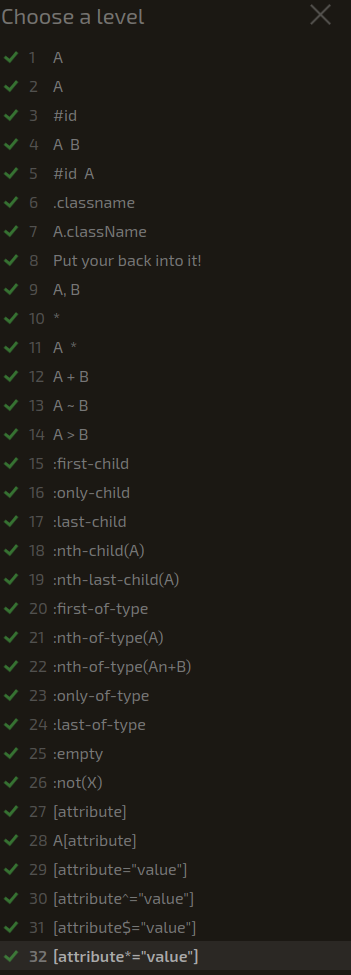 Choose a level
1 A
2 A
3 #id
4 A B
5 #id A
6 .classname
7 A.className
8 Put your back into it!
9 A, B
10 *
11 A *
12 A + B
13 A ~ B
14 A > B
15 :first-child
16 :only-child
17 :last-child
18 :nth-child(A)
19 :nth-last-child(A)
20 :first-of-type
21 :nth-of-type(A)
22 :nth-of-type(An+B)
23 :only-of-type
24 :last-of-type
25 :empty
26 :not(X)
27 [attribute]
28 A[attribute]
29 [attribute="value"]
30 [attribute^="value"]
31 [attribute$="value"]
32 [attribute*="value"]